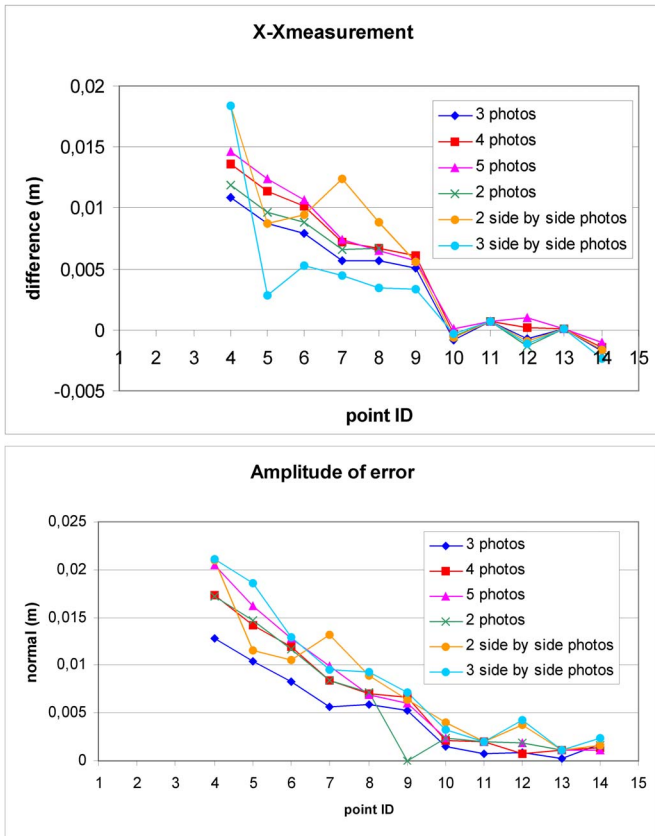 X-Xmeasurement
0,02
0,015
0,01
0,005
0
-0,005
difference (m)
1 2 3 4 5 6 7 8 9 10 11 12 13 14 15
point ID
3 photos
4 photos
5 photos
2 photos
2 side by side photos
3 side by side photos
Amplitude of error
0,025
0,02
0,015
0,01
0,005
0
normal (m)
1 2 3 4 5 6 7 8 9 10 11 12 13 14 15
point ID
3 photos
4 photos
5 photos
2 photos
2 side by side photos
3 side by side photos